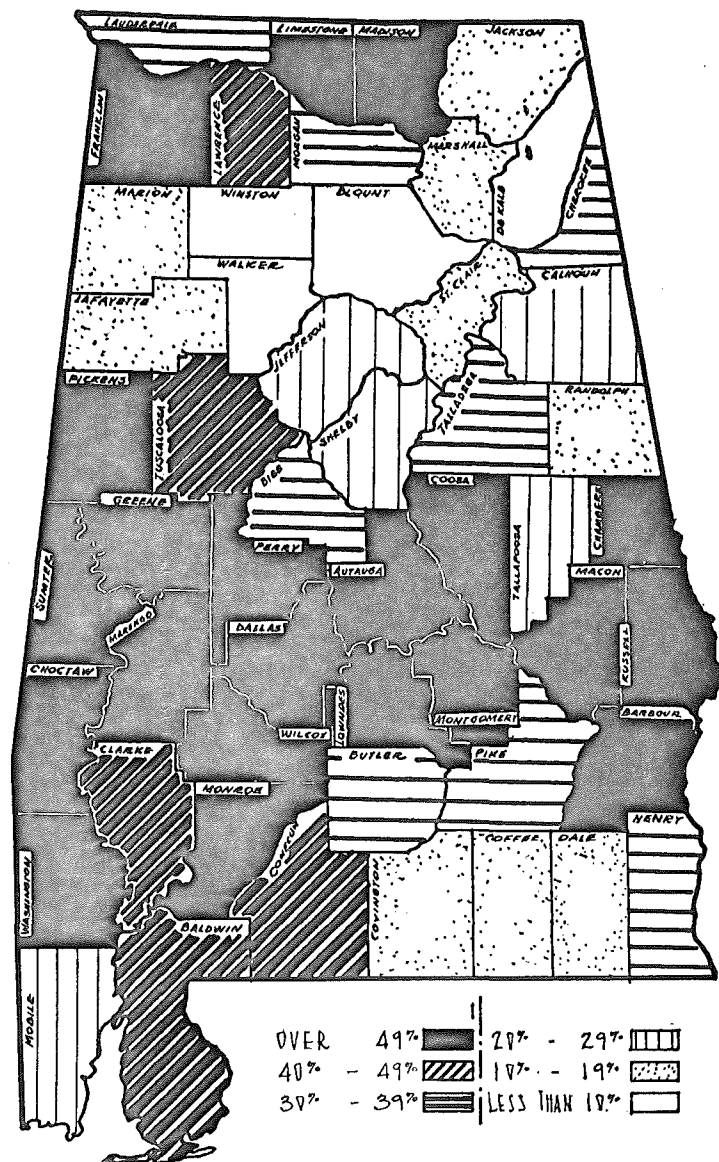 LAUDERDALE
LIMESTONE
MADISON
JACKSON
FRANKLIN
LAWRENCE
MORGAN
MARSHALL
DE KALB
CHEROKEE
MARION
WINSTON
BLOUNT
WALKER
ST. CLAIR
CALHOUN
LAFAYETTE
JEFFERSON
PICKENS
TUSCALOOSA
SHELBY
TALLADEGA
RANDOLPH
BIBB
COOSA
GREENE
TALLAPOOSA
CHAMBERS
PERRY
AUTAUGA
MACON
SUMTER
MARENGO
DALLAS
RUSSELL
CHOCTAW
LOWNDES
MONTGOMERY
BARBOUR
WILCOX
CLARKE
BUTLER
PIKE
MONROE
HENRY
CONECUH
COFFEE
DALE
WASHINGTON
COVINGTON
BALDWIN
MOBILE
OVER 49% 20% - 29%
40% - 49% 10% - 19%
30% - 39% LESS THAN 10%